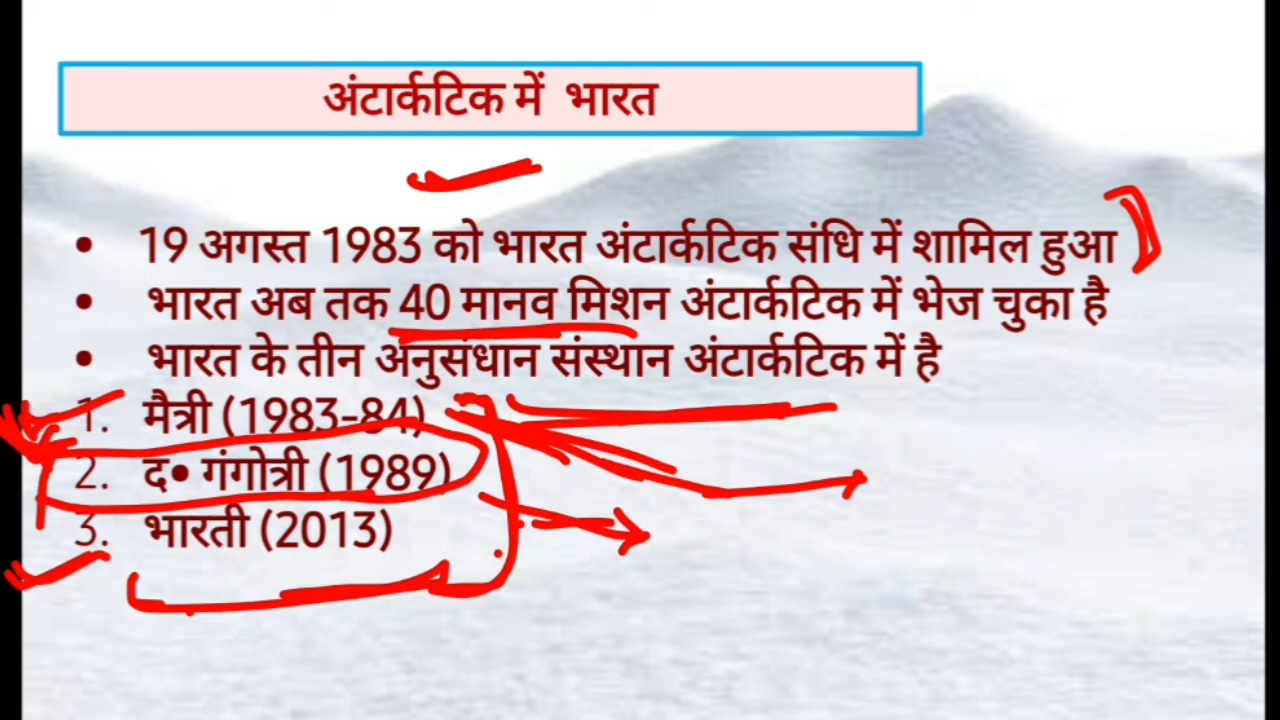 अंटार्कटिक में भारत
• 19 अगस्त 1983 को भारत अंटार्कटिक संधि में शामिल हुआ
• भारत अब तक 40 मानव मिशन अंटार्कटिक में भेज चुका है
• भारत के तीन अनुसंधान संस्थान अंटार्कटिक में है
1. मैत्री (1983-84)
2. द• गंगोत्री (1989)
3. भारती (2013)